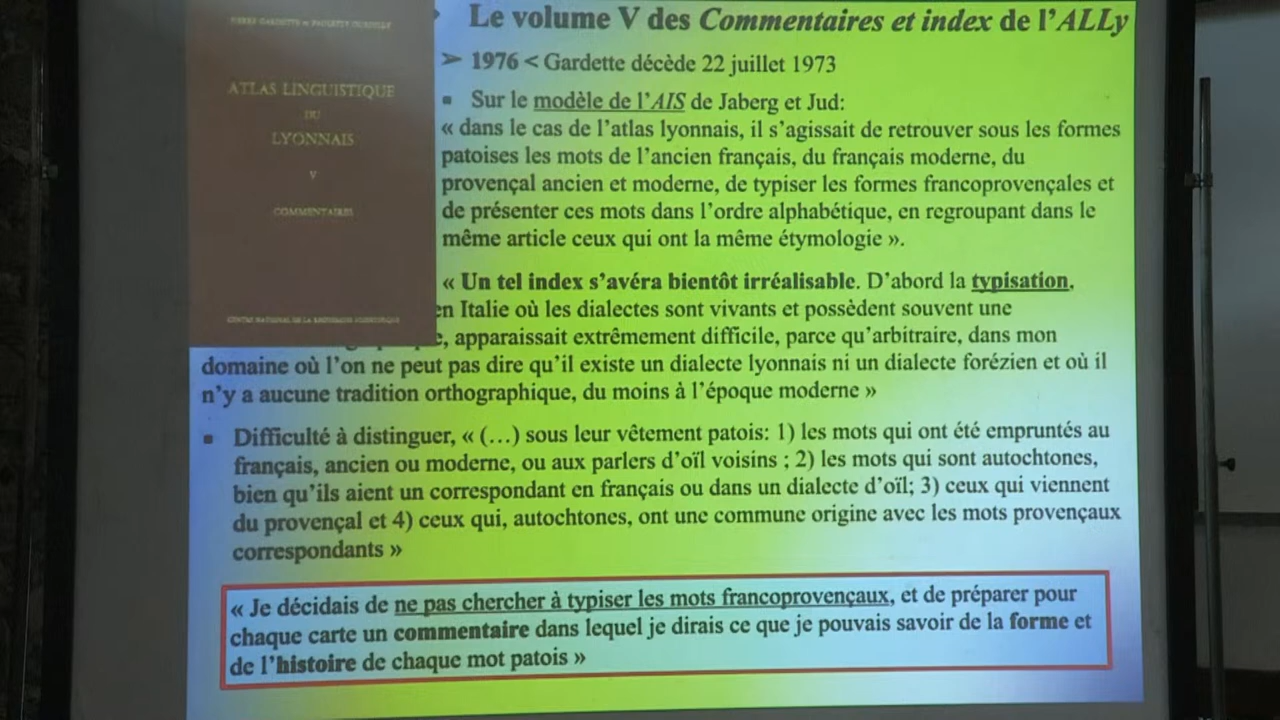 Le volume V des Commentaires et index de l'ALLy
➢ 1976 < Gardette décède 22 juillet 1973
▪ Sur le modèle de l'AIS de Jaberg et Jud:
« dans le cas de l'atlas lyonnais, il s'agissait de retrouver sous les formes
patoises les mots de l'ancien français, du français moderne, du
provençal ancien et moderne, de typiser les formes francoprovençales et
de présenter ces mots dans l'ordre alphabétique, en regroupant dans le
même article ceux qui ont la même étymologie ».
« Un tel index s'avéra bientôt irréalisable. D'abord la typisation,
en Italie où les dialectes sont vivants et possèdent souvent une
, apparaissait extrêmement difficile, parce qu'arbitraire, dans mon
domaine où l'on ne peut pas dire qu'il existe un dialecte lyonnais ni un dialecte forézien et où il
n'y a aucune tradition orthographique, du moins à l'époque moderne »
▪ Difficulté à distinguer, « (…) sous leur vêtement patois: 1) les mots qui ont été empruntés au
français, ancien ou moderne, ou aux parlers d'oïl voisins ; 2) les mots qui sont autochtones,
bien qu'ils aient un correspondant en français ou dans un dialecte d'oïl; 3) ceux qui viennent
du provençal et 4) ceux qui, autochtones, ont une commune origine avec les mots provençaux
correspondants »
« Je décidais de ne pas chercher à typiser les mots francoprovençaux, et de préparer pour
chaque carte un commentaire dans lequel je dirais ce que je pouvais savoir de la forme et
de l'histoire de chaque mot patois »
ATLAS LINGUISTIQUE
DU
LYONNAIS
V
COMMENTAIRES
CENTRE NATIONAL DE LA RECHERCHE SCIENTIFIQUE